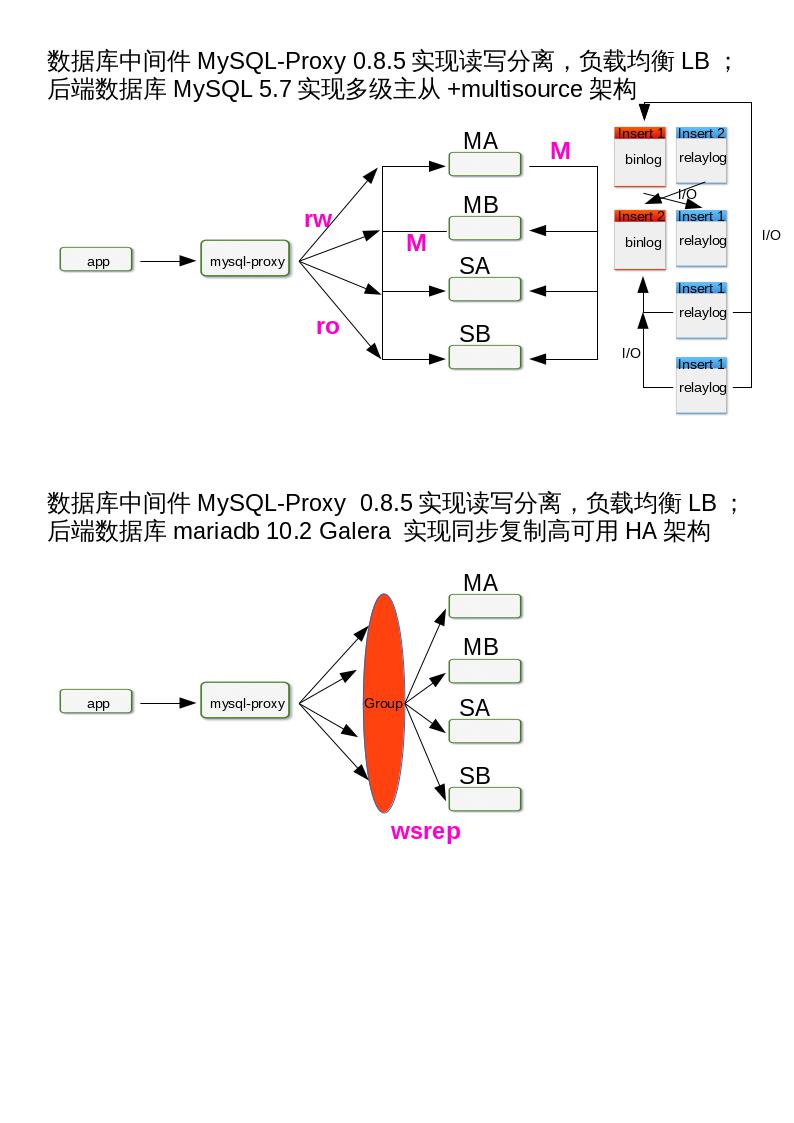 数据库中间件 MySQL-Proxy 0.8.5 实现读写分离，负载均衡 LB ；
后端数据库 MySQL 5.7 实现多级主从 +multisource 架构
MA
M
Insert 1
Insert 2
binlog
relaylog
I/O
MB
rw
M
Insert 2
Insert 1
binlog
relaylog
I/O
app
mysql-proxy
SA
Insert 1
relaylog
ro
SB
I/O
Insert 1
relaylog
数据库中间件 MySQL-Proxy 0.8.5 实现读写分离，负载均衡 LB ；
后端数据库 mariadb 10.2 Galera 实现同步复制高可用 HA 架构
MA
MB
app
mysql-proxy
Group
SA
SB
wsrep